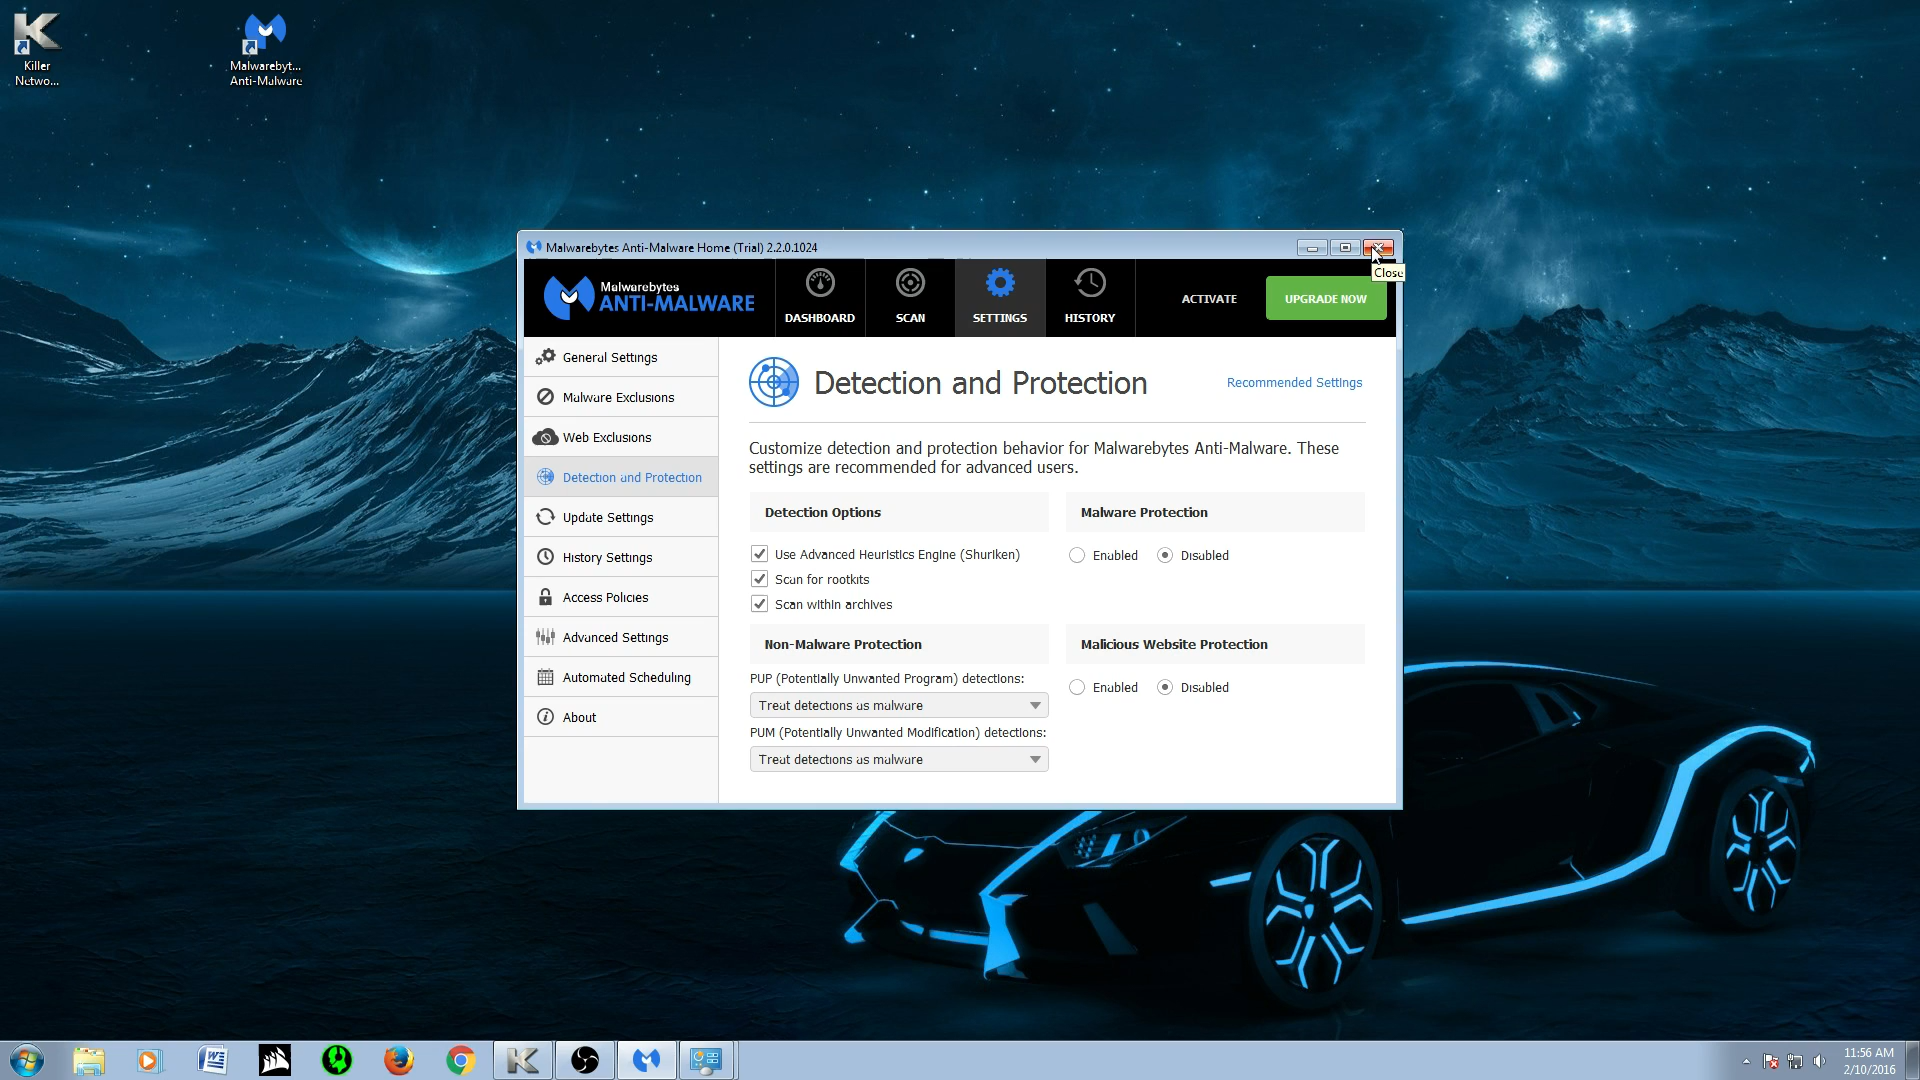 Killer
Netwo...
Malwarebyt...
Anti-Malware
Malwarebytes Anti-Malware Home (Trial) 2.2.0.1024
Close
Malwarebytes
ANTI-MALWARE
DASHBOARD
SCAN
SETTINGS
HISTORY
ACTIVATE
UPGRADE NOW
General Settings
Malware Exclusions
Web Exclusions
Detection and Protection
Update Settings
History Settings
Access Policies
Advanced Settings
Automated Scheduling
About
Detection and Protection
Recommended Settings
Customize detection and protection behavior for Malwarebytes Anti-Malware. These
settings are recommended for advanced users.
Detection Options
Use Advanced Heuristics Engine (Shuriken)
Scan for rootkits
Scan within archives
Malware Protection
Enabled
Disabled
Non-Malware Protection
PUP (Potentially Unwanted Program) detections:
Treat detections as malware
PUM (Potentially Unwanted Modification) detections:
Treat detections as malware
Malicious Website Protection
Enabled
Disabled
11:56 AM
2/10/2016